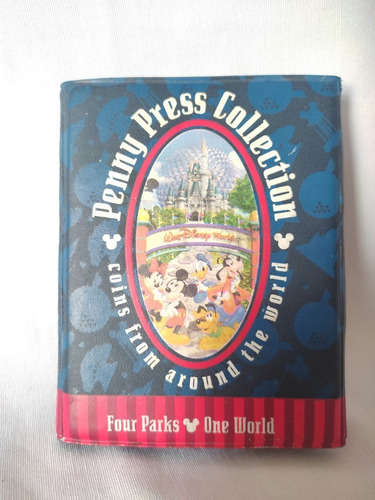 Penny Press Collection
coins from around the world
Walt Disney World
Four Parks One World